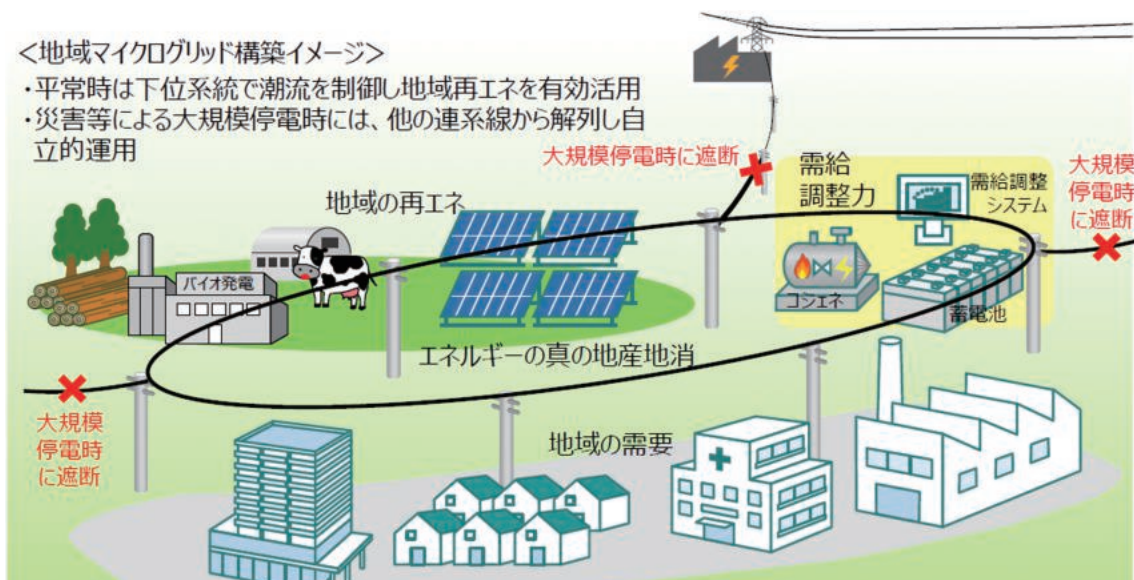 <地域マイクログリッド構築イメージ>
・平常時は下位系統で潮流を制御し地域再エネを有効活用
・災害等による大規模停電時には、他の連系線から解列し自
立的運用
大規模停電時に遮断
需給
調整力
需給調整
システム
大規模
停電時
に遮断
地域の再エネ
バイオ発電
コジェネ
蓄電池
エネルギーの真の地産地消
大規模
停電時
に遮断
地域の需要